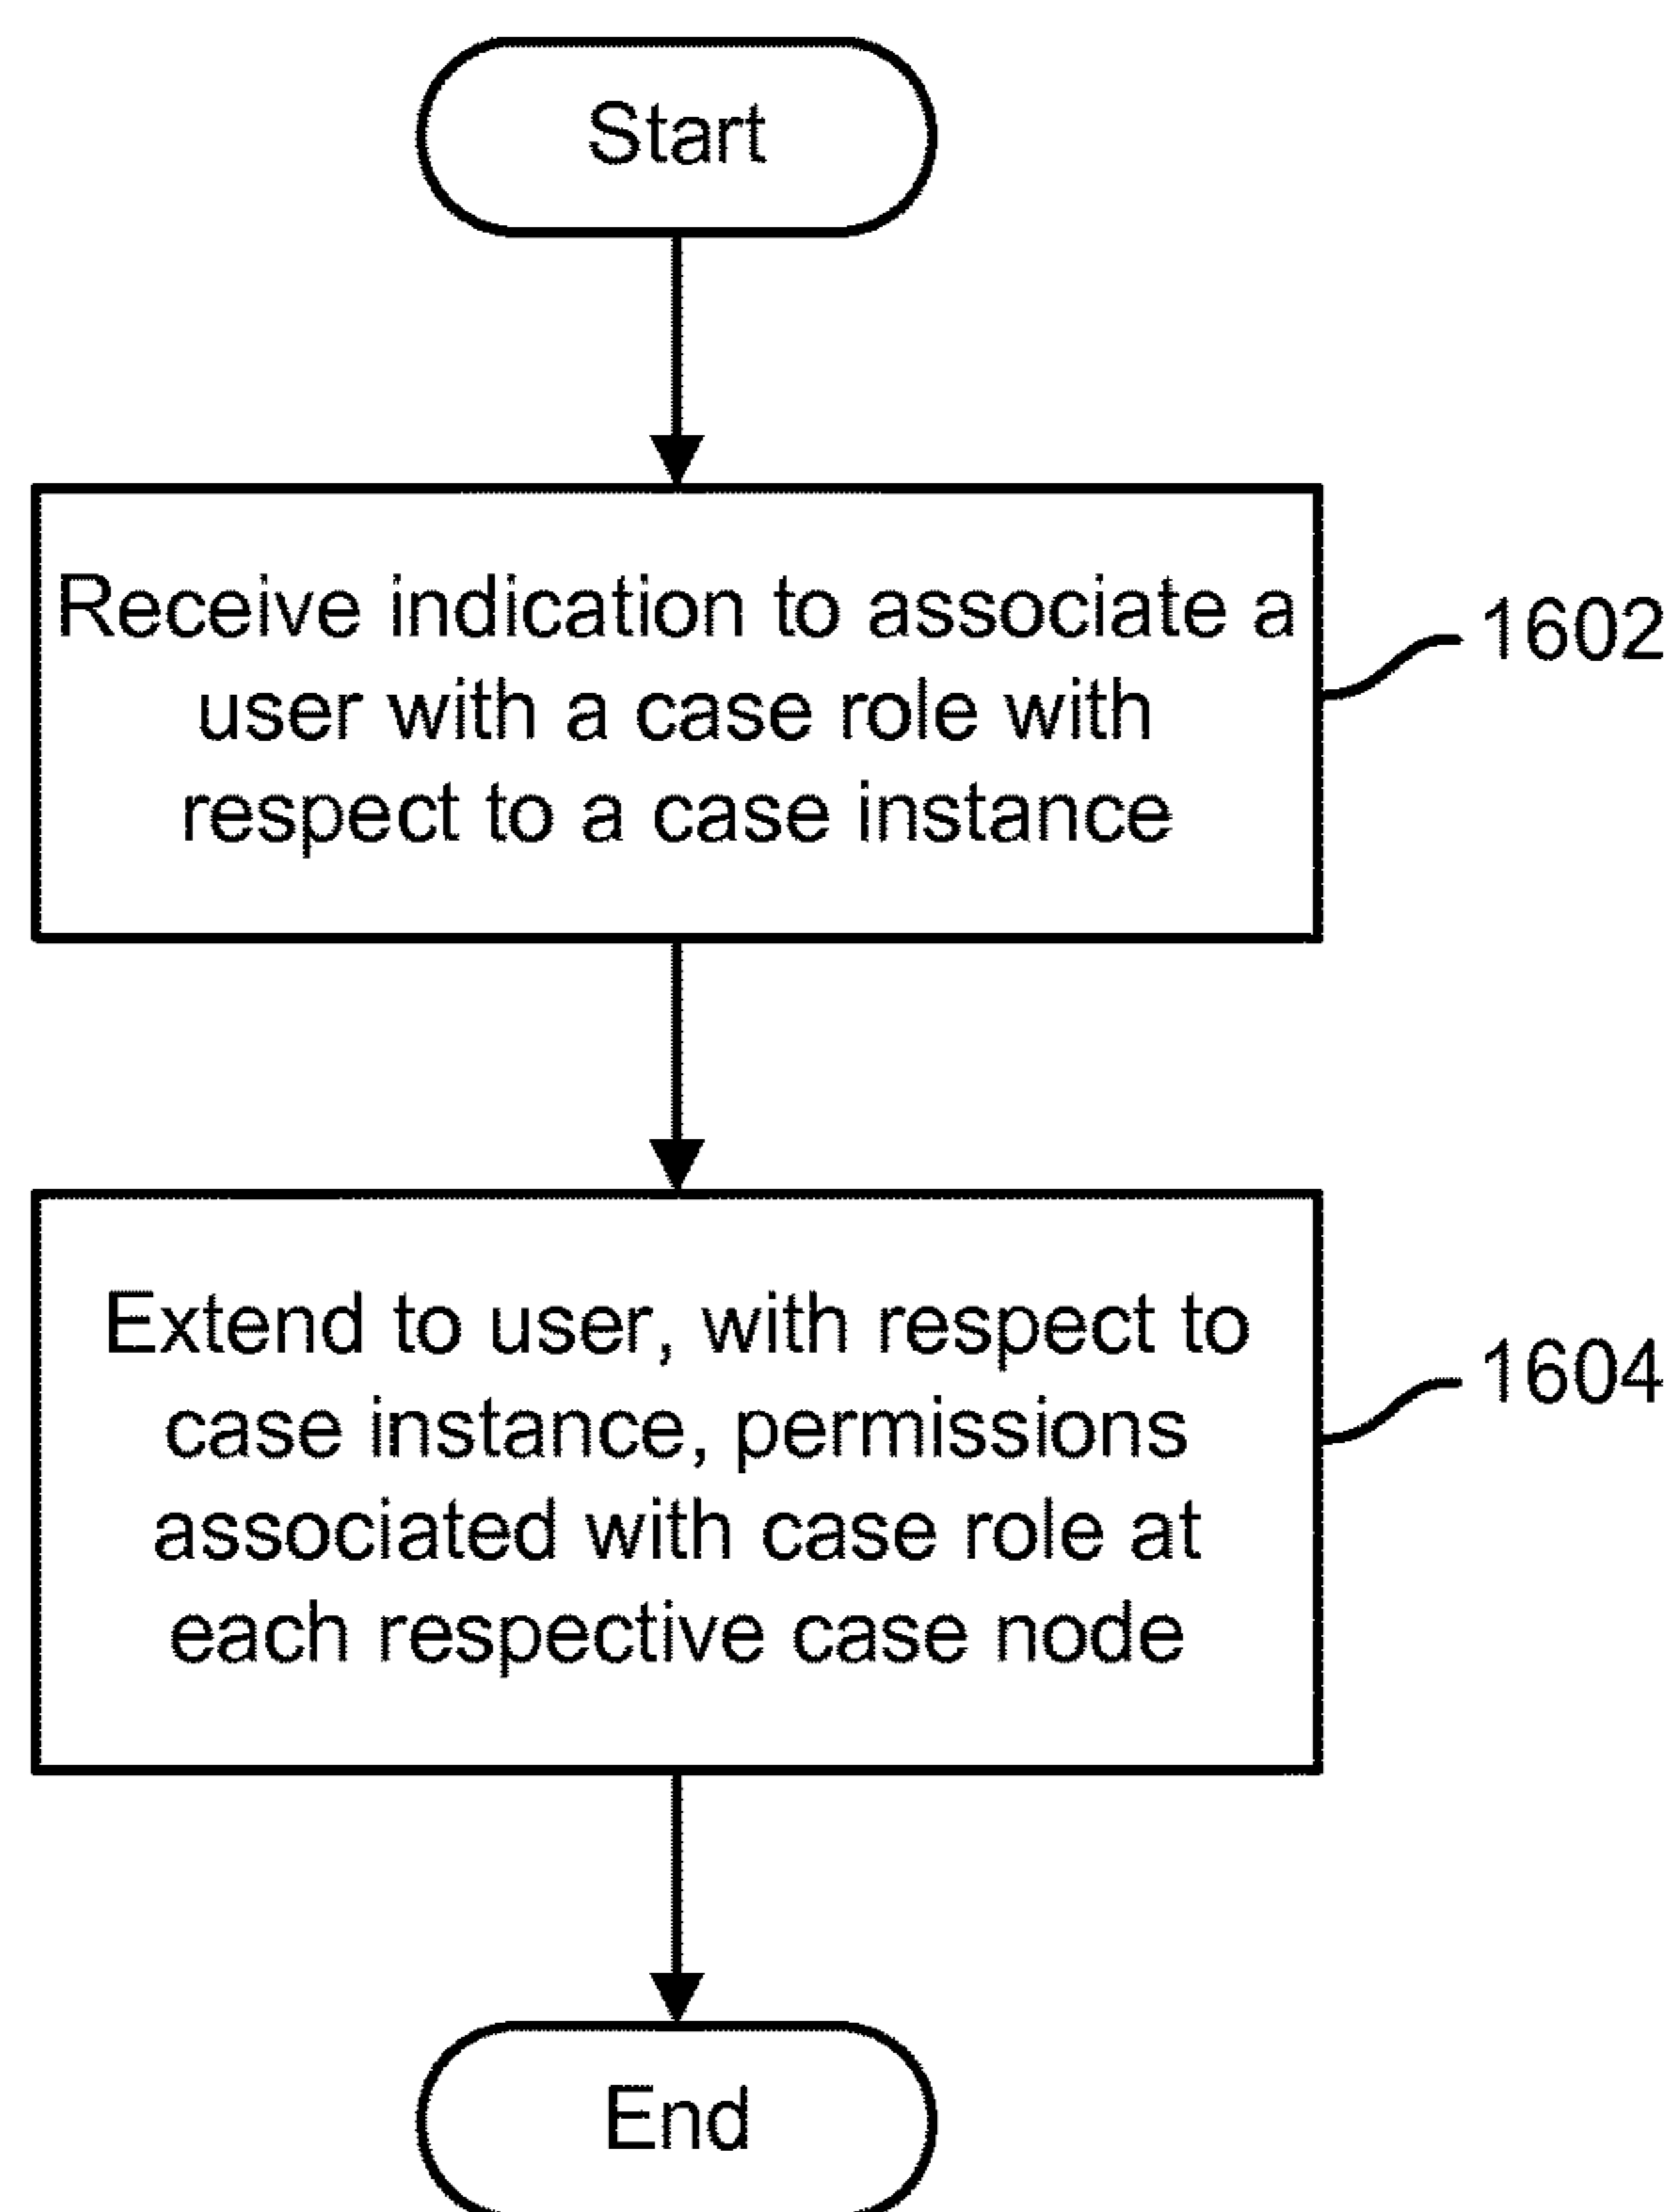 Start
Receive indication to associate a
user with a case role with
respect to a case instance
1602
Extend to user, with respect to
case instance, permissions
associated with case role at
each respective case node
1604
End